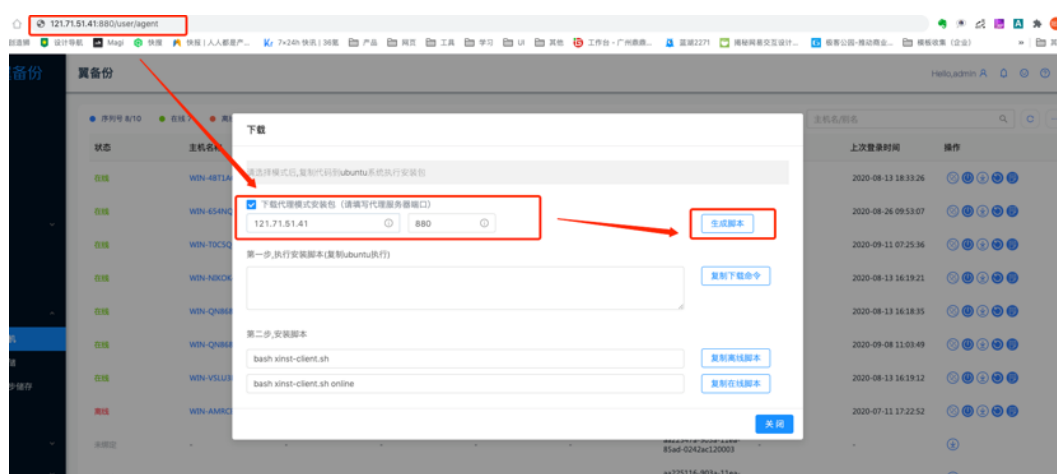 121.71.51.41:880/user/agent
设计导航 Magi 快报 快报|人人都是产... 7×24h 快讯|36氪 产品 网页 工具 学习 UI 其他 工作台-广州鼎鼎... 蓝湖2271 揭秘网易交互设计... 极客公园-推动商业... 模板收集(企业) »
备份 翼备份 Hello,admin
序列号 8/10 在线 7 离 主机名/别名
下载
状态 主机名 上次登录时间 操作
请选择模式后,复制代码到ubuntu系统执行安装包
在线 WIN-48T1A 2020-08-13 18:33:26
下载代理模式安装包(请填写代理服务器端口)
在线 WIN-6S4NQ 2020-08-26 09:53:07
121.71.51.41 880 生成脚本
在线 WIN-T0C5Q 2020-09-11 07:25:36
第一步,执行安装脚本(复制ubuntu执行)
在线 WIN-NIXOK 复制下载命令 2020-08-13 16:19:21
在线 WIN-QN868 2020-08-13 16:18:35
第二步,安装脚本
在线 WIN-QN868 2020-09-08 11:03:49
bash xinst-client.sh 复制离线脚本
在线 WIN-VSLU3 2020-08-13 16:19:12
步储存
bash xinst-client.sh online 复制在线脚本
离线 WIN-AMRC 2020-07-11 17:22:52
关闭
未绑定 - - - - - - -
85ad-0242ac120003